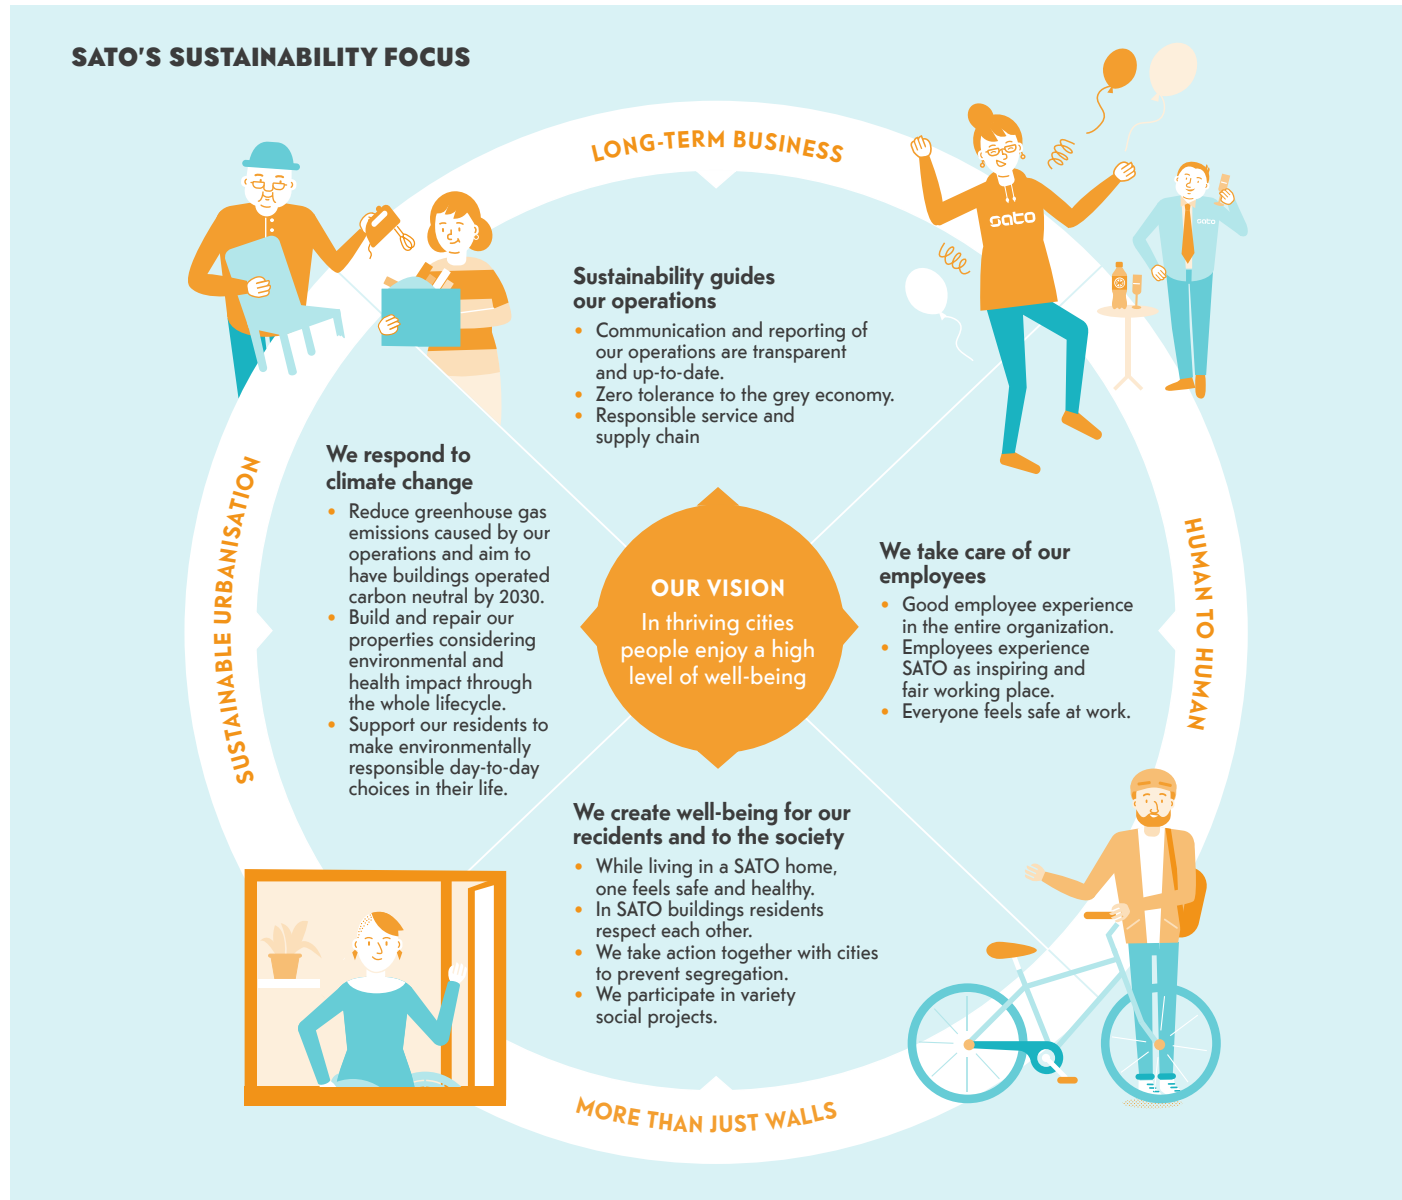 SATO'S SUSTAINABILITY FOCUS
LONG-TERM BUSINESS
sato
sato
Sustainability guides
our operations
• Communication and reporting of
our operations are transparent
and up-to-date.
• Zero tolerance to the grey economy.
• Responsible service and
supply chain
SUSTAINABLE URBANISATION
We respond to
climate change
• Reduce greenhouse gas
emissions caused by our
operations and aim to
have buildings operated
carbon neutral by 2030.
• Build and repair our
properties considering
environmental and
health impact through
the whole lifecycle.
• Support our residents to
make environmentally
responsible day-to-day
choices in their life.
OUR VISION
In thriving cities
people enjoy a high
level of well-being
We take care of our
employees
• Good employee experience
in the entire organization.
• Employees experience
SATO as inspiring and
fair working place.
• Everyone feels safe at work.
HUMAN TO HUMAN
We create well-being for our
recidents and to the society
• While living in a SATO home,
one feels safe and healthy.
• In SATO buildings residents
respect each other.
• We take action together with cities
to prevent segregation.
• We participate in variety
social projects.
MORE THAN JUST WALLS